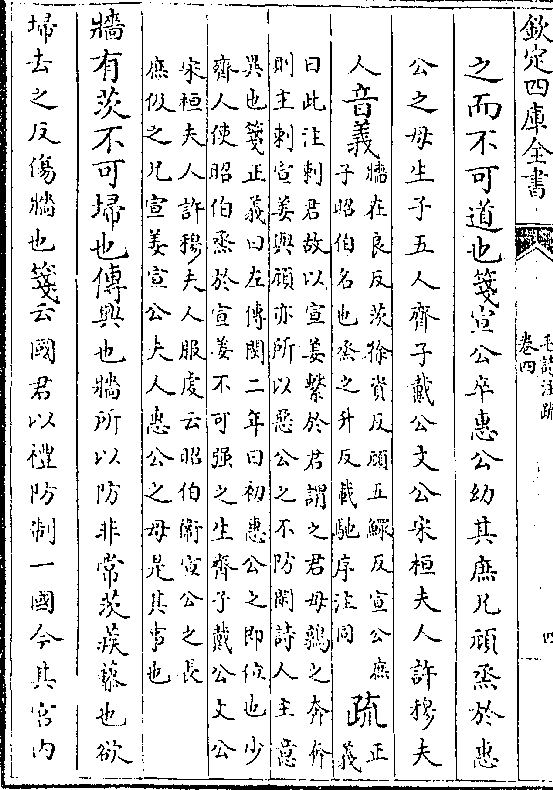 欽定四庫全書
毛詩注疏
卷四
四
之而不可道也箋宣公卒惠公幼其庶兄頑烝於惠
公之母生子五人齊子戴公文公宋桓夫人許穆夫
人音義牆在良反茨徐資反頑五鰥反宣公庶
子昭伯名也烝之升反載馳序注同
疏正
義
曰此注刺君故以宣姜繫於君謂之君母鶉之奔奔
則主刺宣姜與頑亦所以惡公之不防閑詩人主意
異也箋正義曰左傳閔二年曰初惠公之即位也少
齊人使昭伯烝於宣姜不可强之生齊子戴公文公
宋桓夫人許穆夫人服虔云昭伯衛宣公之長
庶伋之兄宣姜宣公夫人惠公之母是其事也
牆有茨不可埽也傳興也牆所以防非常茨蒺藜也欲
埽去之反傷牆也箋云國君以禮防制一國今其宮内